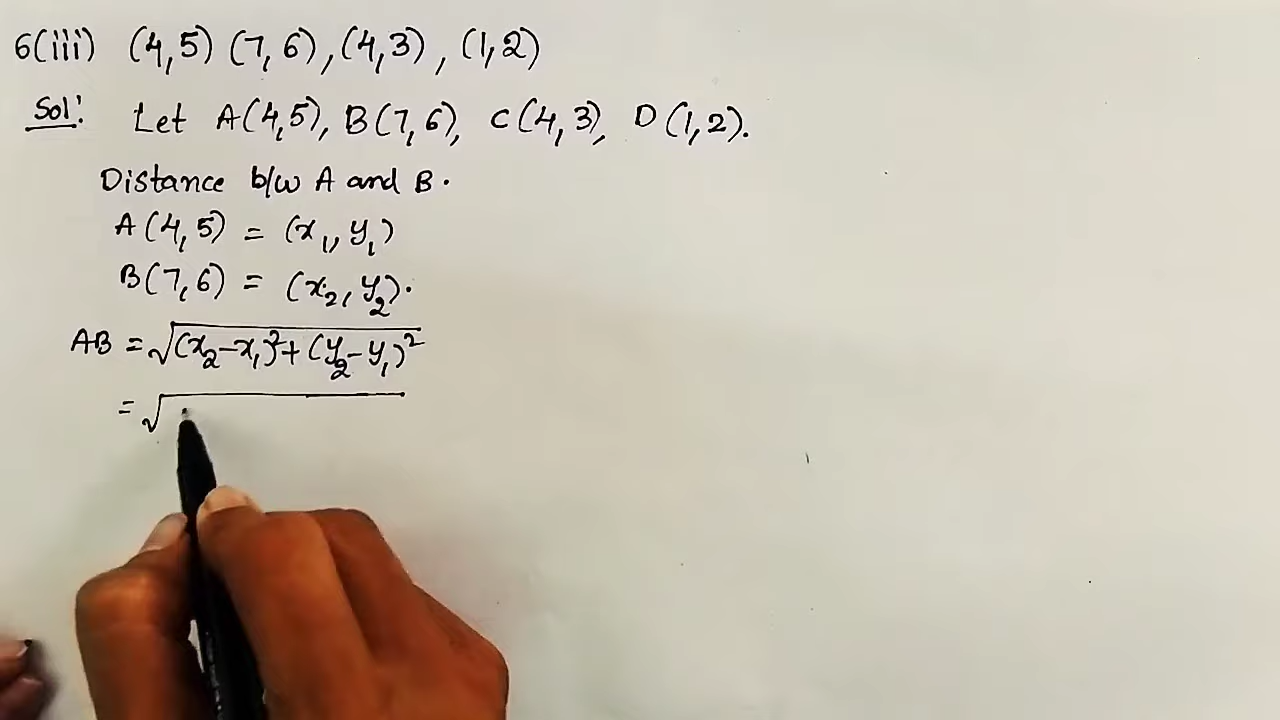 6(iii) (4,5) (7,6), (4,3), (1,2)
Sol: Let A(4,5), B(7,6), C(4,3), D(1,2).
Distance b/w A and B.
A(4,5) = (x₁, y₁)
B(7,6) = (x₂, y₂).
AB = √(x₂-x₁)²+(y₂-y₁)²
= √